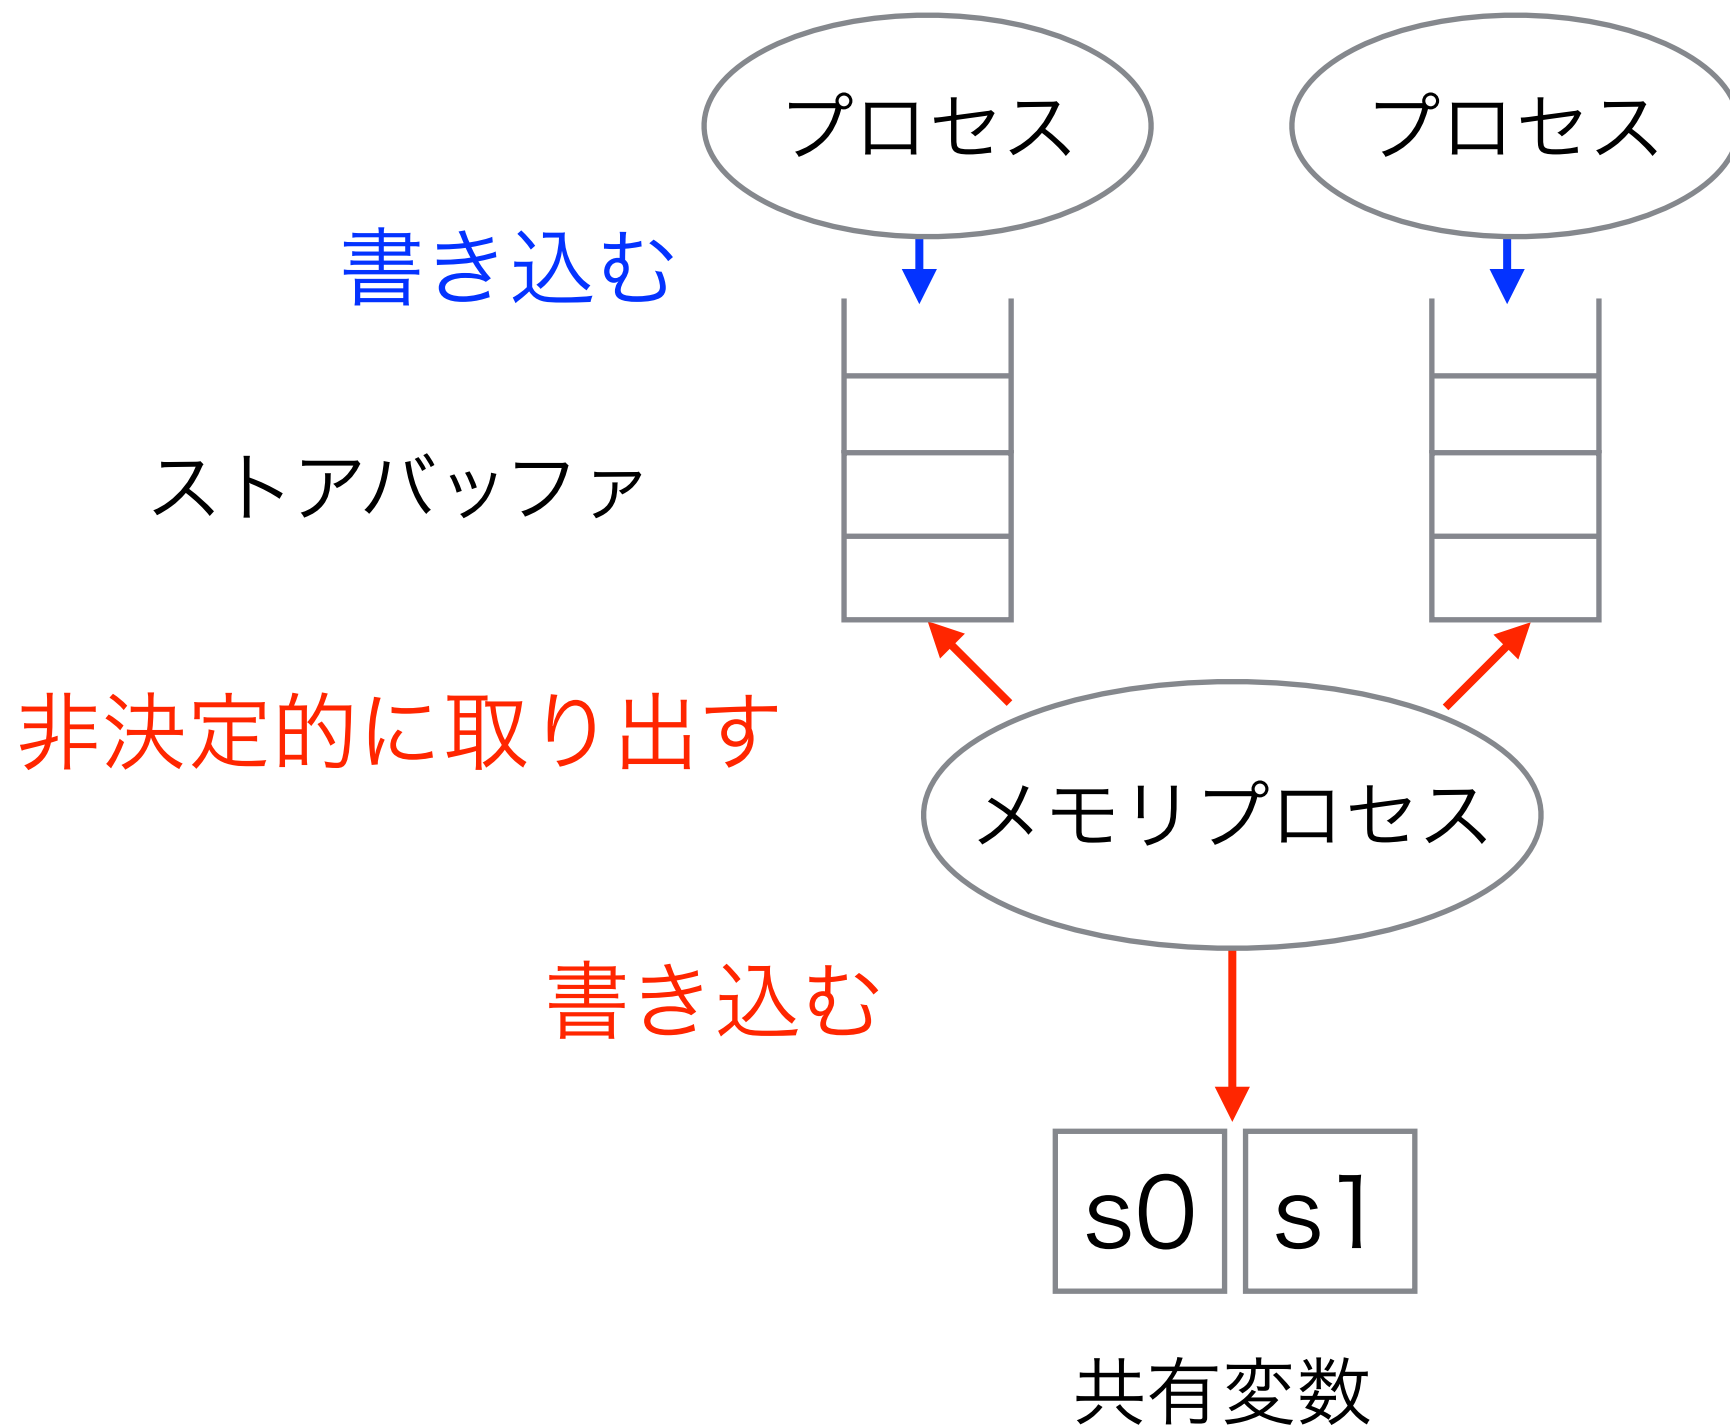 プロセス
プロセス
書き込む
ストアバッファ
非決定的に取り出す
メモリプロセス
書き込む
s0
s1
共有変数